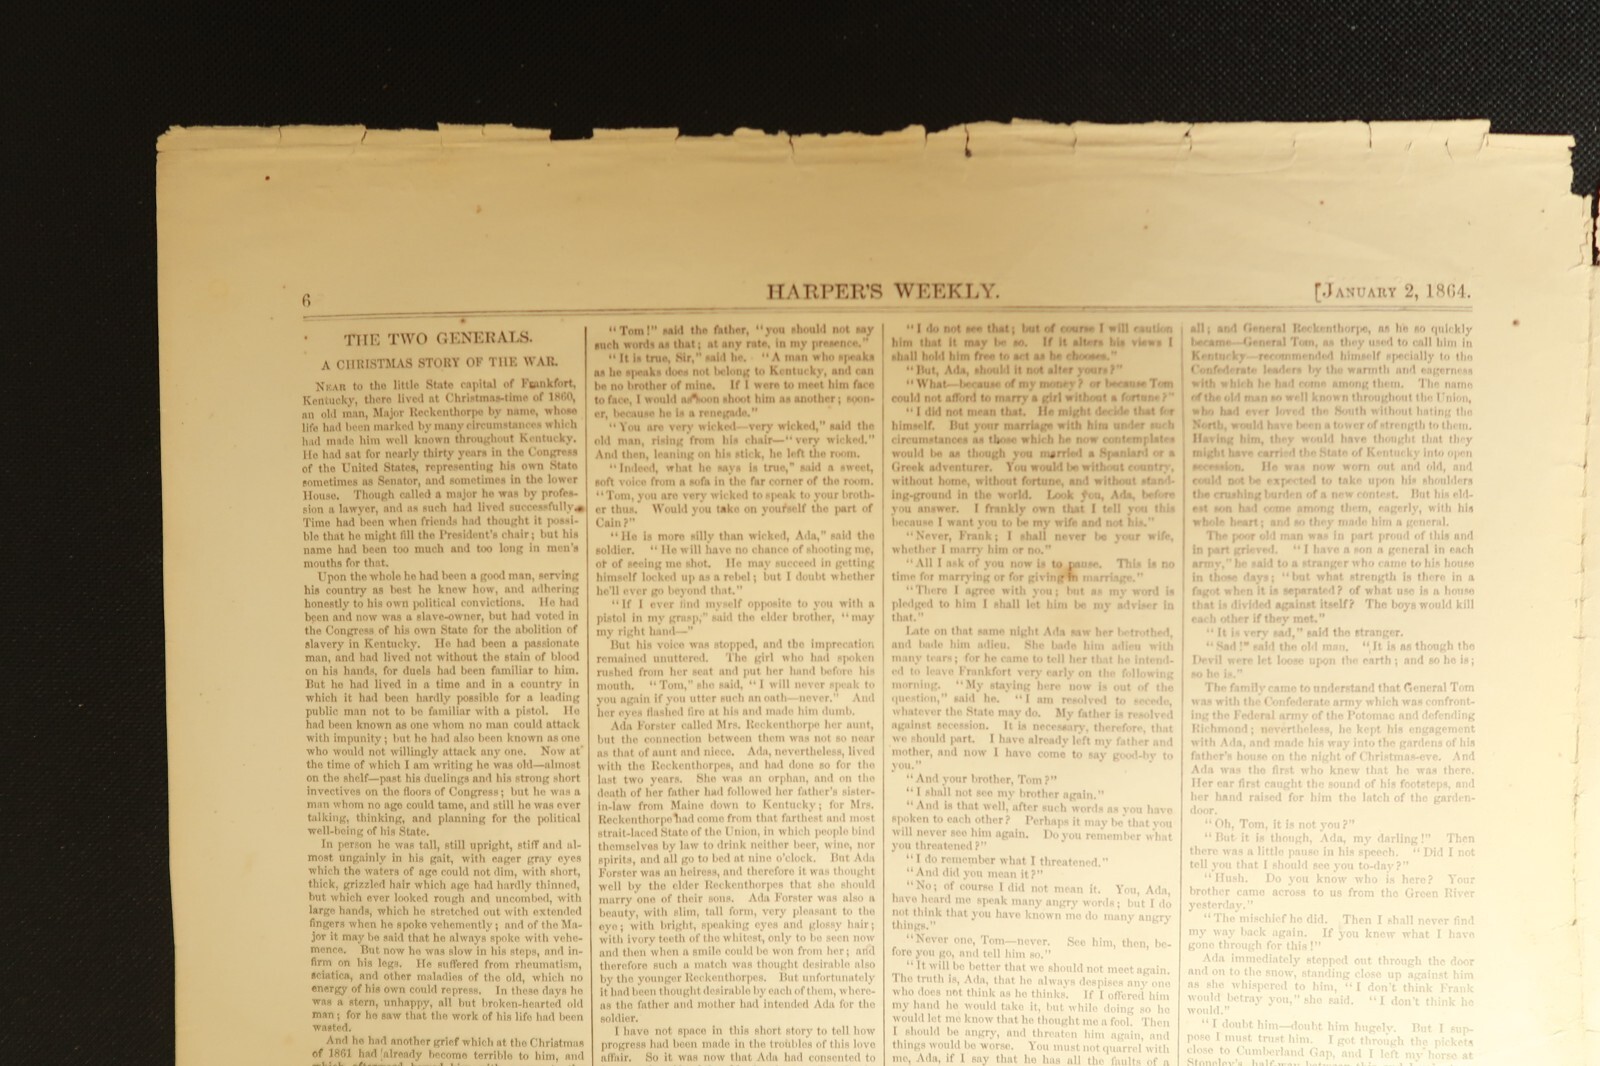 6
HARPER'S WEEKLY.
[JANUARY 2, 1864.
THE TWO GENERALS.
A CHRISTMAS STORY OF THE WAR.
NEAR to the little State capital of Frankfort,
Kentucky, there lived at Christmas-time of 1860,
an old man, Major Reckenthorpe by name, whose
life had been marked by many circumstances which
had made him well known throughout Kentucky.
He had sat for nearly thirty years in the Congress
of the United States, representing his own State
sometimes as Senator, and sometimes in the lower
House. Though called a major he was by profes-
sion a lawyer, and as such had lived successfully.
Time had been when friends had thought it possi-
ble that he might fill the President's chair; but his
name had been too much and too long in men's
mouths for that.
Upon the whole he had been a good man, serving
his country as best he knew how, and adhering
honestly to his own political convictions. He had
been and now was a slave-owner, but had voted in
the Congress of his own State for the abolition of
slavery in Kentucky. He had been a passionate
man, and had lived not without the stain of blood
on his hands, for duels had been familiar to him.
But he had lived in a time and in a country in
which it had been hardly possible for a leading
public man not to be familiar with a pistol. He
had been known as one whom no man could attack
with impunity; but he had also been known as one
who would not willingly attack any one. Now at
the time of which I am writing he was old—almost
on the shelf—past his duelings and his strong short
invectives on the floors of Congress; but he was a
man whom no age could tame, and still he was ever
talking, thinking, and planning for the political
well-being of his State.
In person he was tall, still upright, stiff and al-
most ungainly in his gait, with eager gray eyes
which the waters of age could not dim, with short,
thick, grizzled hair which age had hardly thinned,
but which ever looked rough and uncombed, with
large hands, which he stretched out with extended
fingers when he spoke vehemently; and of the Ma-
jor it may be said that he always spoke with vehe-
mence. But now he was slow in his steps, and in-
firm on his legs. He suffered from rheumatism,
sciatica, and other maladies of the old, which no
energy of his own could repress. In these days he
was a stern, unhappy, all but broken-hearted old
man; for he saw that the work of his life had been
wasted.
And he had another grief which at the Christmas
of 1861 had already become terrible to him, and
"Tom!" said the father, "you should not say
such words as that; at any rate, in my presence."
"It is true, Sir," said he. "A man who speaks
as he speaks does not belong to Kentucky, and can
be no brother of mine. If I were to meet him face
to face, I would as soon shoot him as another; soon-
er, because he is a renegade."
"You are very wicked—very wicked," said the
old man, rising from his chair—"very wicked."
And then, leaning on his stick, he left the room.
"Indeed, what he says is true," said a sweet,
soft voice from a sofa in the far corner of the room.
"Tom, you are very wicked to speak to your broth-
er thus. Would you take on yourself the part of
Cain?"
"He is more silly than wicked, Ada," said the
soldier. "He will have no chance of shooting me,
or of seeing me shot. He may succeed in getting
himself locked up as a rebel; but I doubt whether
he'll ever go beyond that."
"If I ever find myself opposite to you with a
pistol in my grasp," said the elder brother, "may
my right hand—"
But his voice was stopped, and the imprecation
remained unuttered. The girl who had spoken
rushed from her seat and put her hand before his
mouth. "Tom," she said, "I will never speak to
you again if you utter such an oath—never." And
her eyes flashed fire at his and made him dumb.
Ada Forster called Mrs. Reckenthorpe her aunt,
but the connection between them was not so near
as that of aunt and niece. Ada, nevertheless, lived
with the Reckenthorpes, and had done so for the
last two years. She was an orphan, and on the
death of her father had followed her father's sister-
in-law from Maine down to Kentucky; for Mrs.
Reckenthorpe had come from that farthest and most
strait-laced State of the Union, in which people bind
themselves by law to drink neither beer, wine, nor
spirits, and all go to bed at nine o'clock. But Ada
Forster was an heiress, and therefore it was thought
well by the elder Reckenthorpes that she should
marry one of their sons. Ada Forster was also a
beauty, with slim, tall form, very pleasant to the
eye; with bright, speaking eyes and glossy hair;
with ivory teeth of the whitest, only to be seen now
and then when a smile could be won from her; and
therefore such a match was thought desirable also
by the younger Reckenthorpes. But unfortunately
it had been thought desirable by each of them, where-
as the father and mother had intended Ada for the
soldier.
I have not space in this short story to tell how
progress had been made in the troubles of this love
affair. So it was now that Ada had consented to
"I do not see that; but of course I will caution
him that it may be so. If it alters his views I
shall hold him free to act as he chooses."
"But, Ada, should it not alter yours?"
"What—because of my money? or because Tom
could not afford to marry a girl without a fortune?"
"I did not mean that. He might decide that for
himself. But your marriage with him under such
circumstances as those which he now contemplates
would be as though you married a Spaniard or a
Greek adventurer. You would be without country,
without home, without fortune, and without stand-
ing-ground in the world. Look you, Ada, before
you answer. I frankly own that I tell you this
because I want you to be my wife and not his."
"Never, Frank; I shall never be your wife,
whether I marry him or no."
"All I ask of you now is to pause. This is no
time for marrying or for giving in marriage."
"There I agree with you; but as my word is
pledged to him I shall let him be my adviser in
that."
Late on that same night Ada saw her betrothed,
and bade him adieu. She bade him adieu with
many tears; for he came to tell her that he intend-
ed to leave Frankfort very early on the following
morning. "My staying here now is out of the
question," said he. "I am resolved to secede,
whatever the State may do. My father is resolved
against secession. It is necessary, therefore, that
we should part. I have already left my father and
mother, and now I have come to say good-by to
you."
"And your brother, Tom?"
"I shall not see my brother again."
"And is that well, after such words as you have
spoken to each other? Perhaps it may be that you
will never see him again. Do you remember what
you threatened?"
"I do remember what I threatened."
"And did you mean it?"
"No; of course I did not mean it. You, Ada,
have heard me speak many angry words; but I do
not think that you have known me do many angry
things."
"Never one, Tom—never. See him, then, be-
fore you go, and tell him so."
"It will be better that we should not meet again.
The truth is, Ada, that he always despises any one
who does not think as he thinks. If I offered him
my hand he would take it, but while doing so he
would let me know that he thought me a fool. Then
I should be angry, and threaten him again, and
things would be worse. You must not quarrel with
me, Ada, if I say that he has all the faults of a
all; and General Reckenthorpe, as he so quickly
became—General Tom, as they used to call him in
Kentucky—recommended himself specially to the
Confederate leaders by the warmth and eagerness
with which he had come among them. The name
of the old man so well known throughout the Union,
who had ever loved the South without hating the
North, would have been a tower of strength to them.
Having him, they would have thought that they
might have carried the State of Kentucky into open
secession. He was now worn out and old, and
could not be expected to take upon his shoulders
the crushing burden of a new contest. But his eld-
est son had come among them, eagerly, with his
whole heart; and so they made him a general.
The poor old man was in part proud of this and
in part grieved. "I have a son a general in each
army," he said to a stranger who came to his house
in those days; "but what strength is there in a
fagot when it is separated? of what use is a house
that is divided against itself? The boys would kill
each other if they met."
"It is very sad," said the stranger.
"Sad!" said the old man. "It is as though the
Devil were let loose upon the earth; and so he is;
so he is."
The family came to understand that General Tom
was with the Confederate army which was confront-
ing the Federal army of the Potomac and defending
Richmond; nevertheless, he kept his engagement
with Ada, and made his way into the gardens of his
father's house on the night of Christmas-eve. And
Ada was the first who knew that he was there.
Her ear first caught the sound of his footsteps, and
her hand raised for him the latch of the garden-
door.
"Oh, Tom, it is not you?"
"But it is though, Ada, my darling!" Then
there was a little pause in his speech. "Did I not
tell you that I should see you to-day?"
"Hush. Do you know who is here? Your
brother came across to us from the Green River
yesterday."
"The mischief he did. Then I shall never find
my way back again. If you knew what I have
gone through for this!"
Ada immediately stepped out through the door
and on to the snow, standing close up against him
as she whispered to him, "I don't think Frank
would betray you," she said. "I don't think he
would."
"I doubt him—doubt him hugely. But I sup-
pose I must trust him. I got through the pickets
close to Cumberland Gap, and I left my horse at